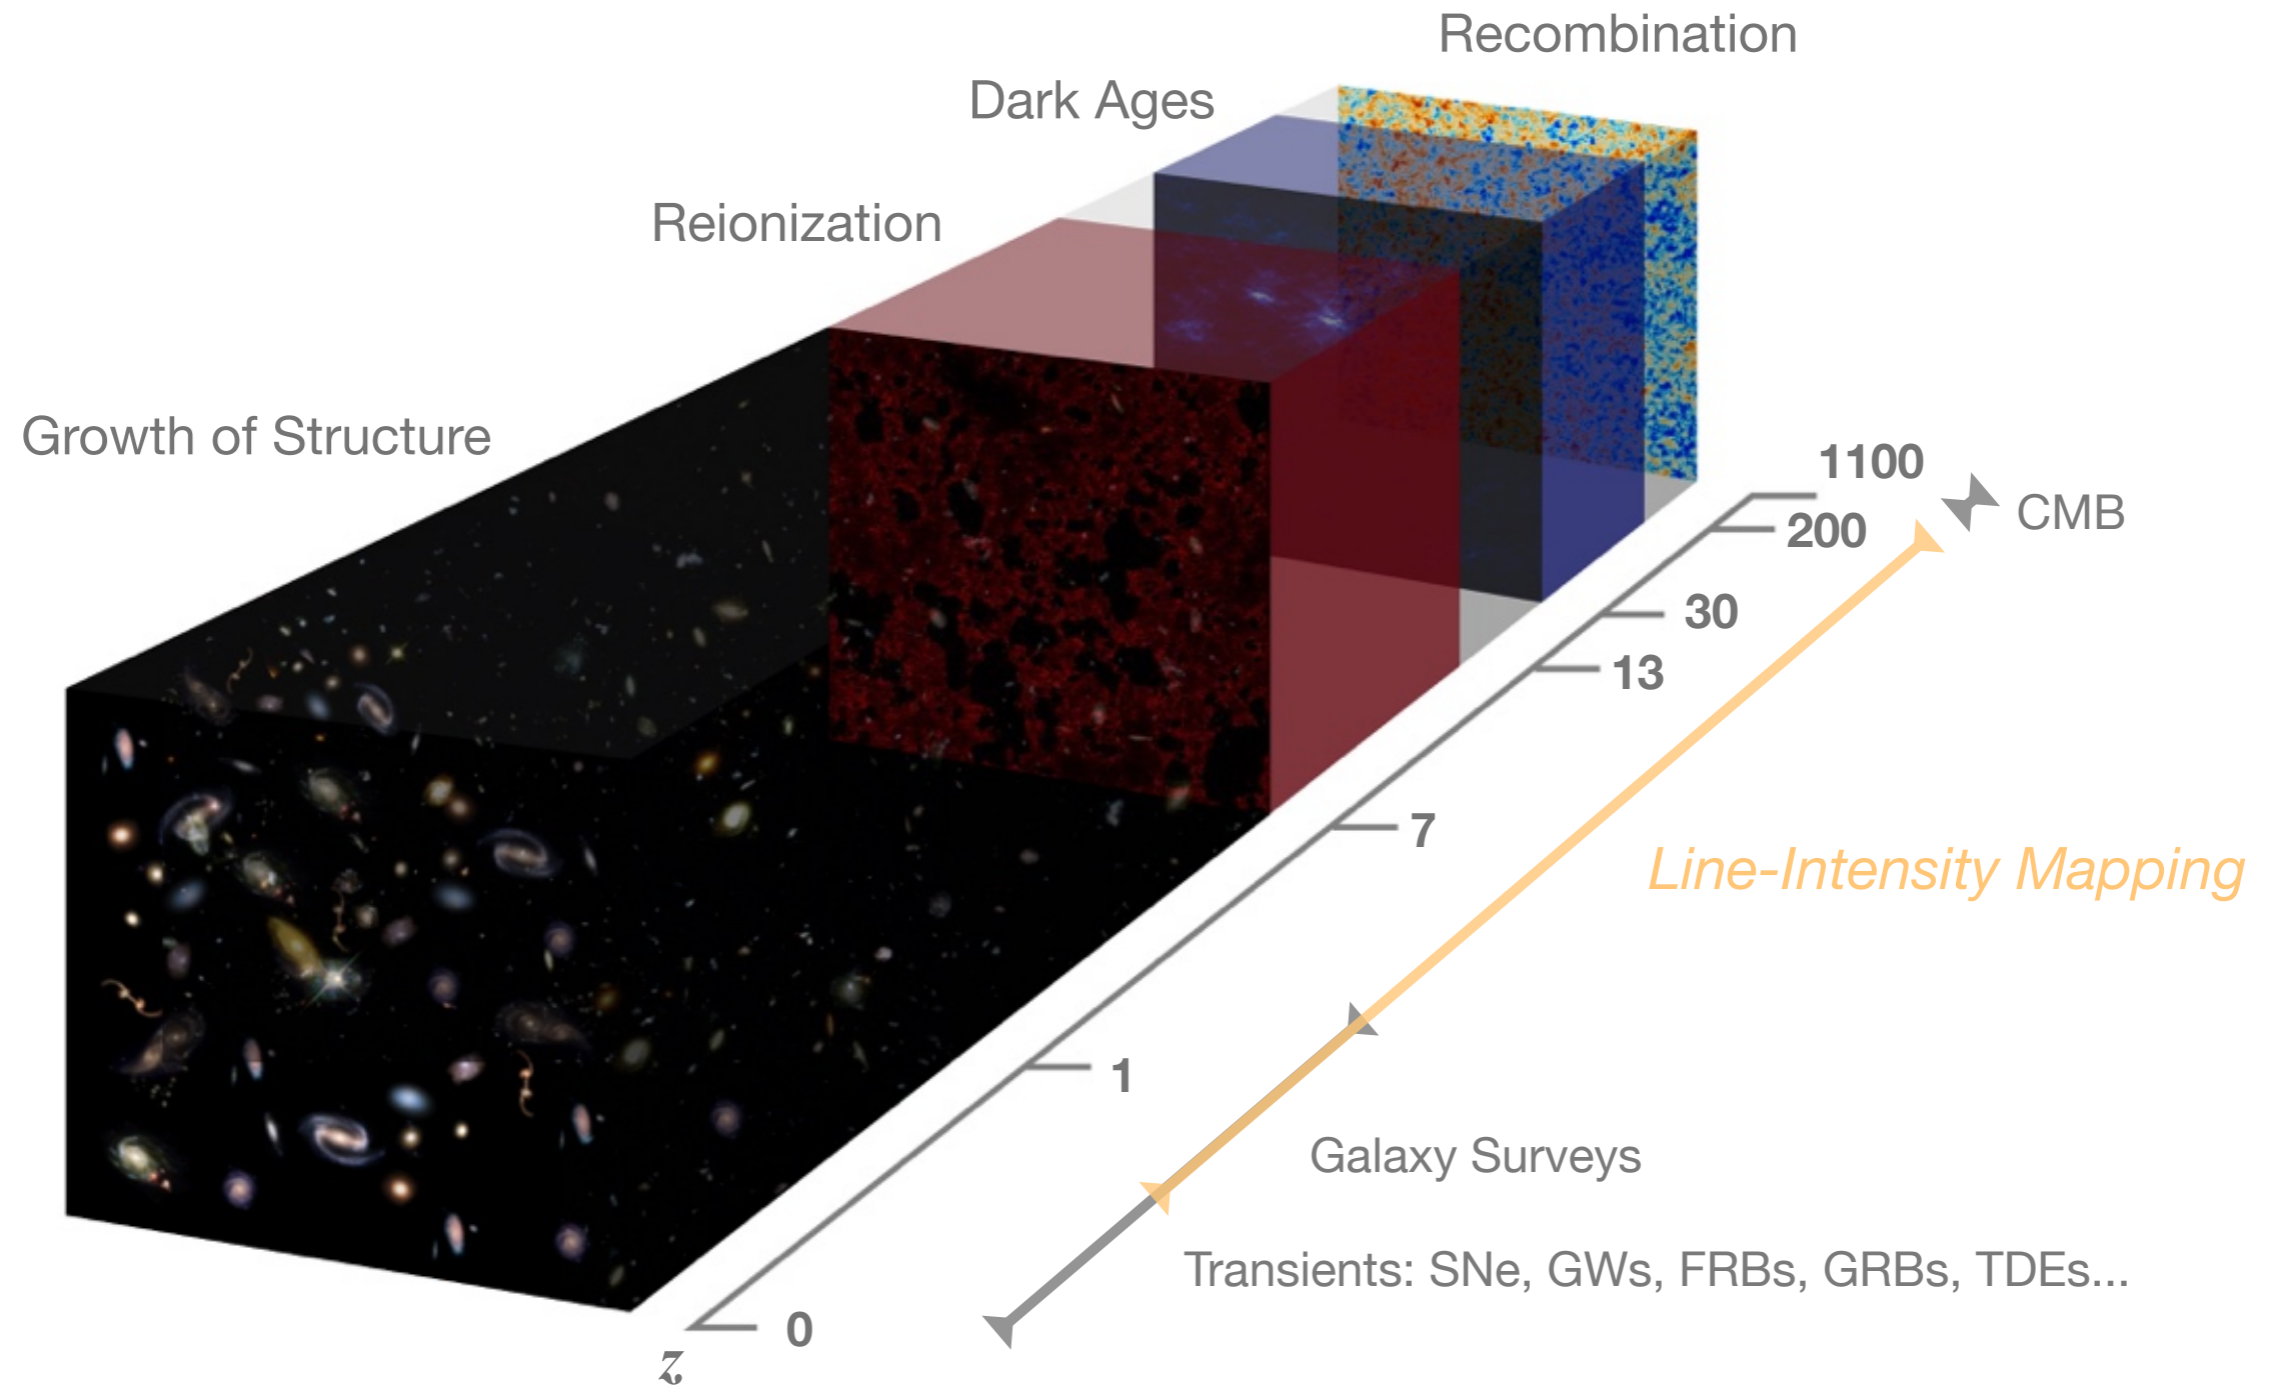 Recombination
Dark Ages
Reionization
Growth of Structure
1100
CMB
200
30
13
7
Line-Intensity Mapping
1
Galaxy Surveys
Transients: SNe, GWs, FRBs, GRBs, TDEs...
0
z